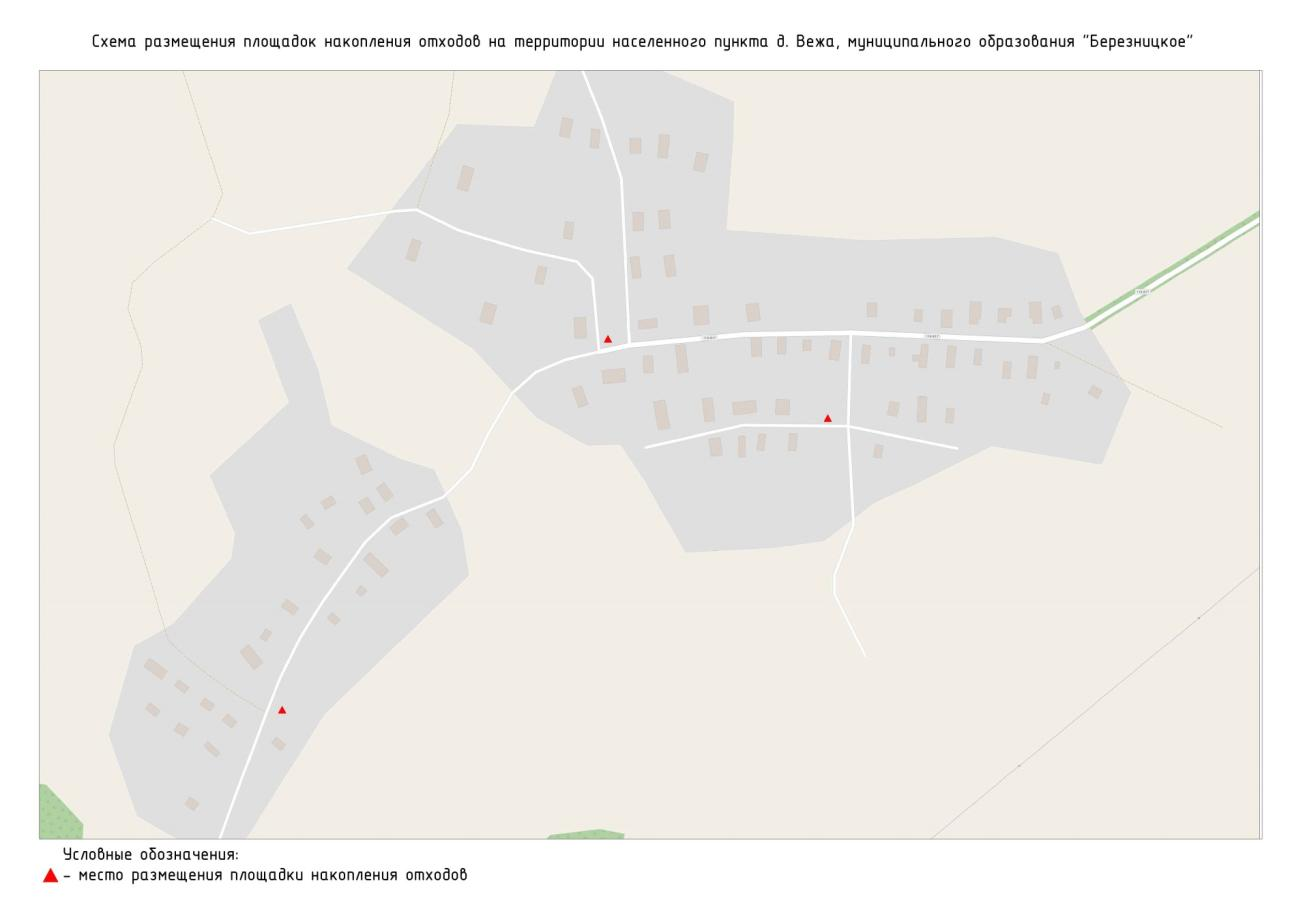 Схема размещения площадок накопления отходов на территории населенного пункта д. Вежа, муниципального образования "Березницкое"
Условные обозначения:
– место размещения площадки накопления отходов